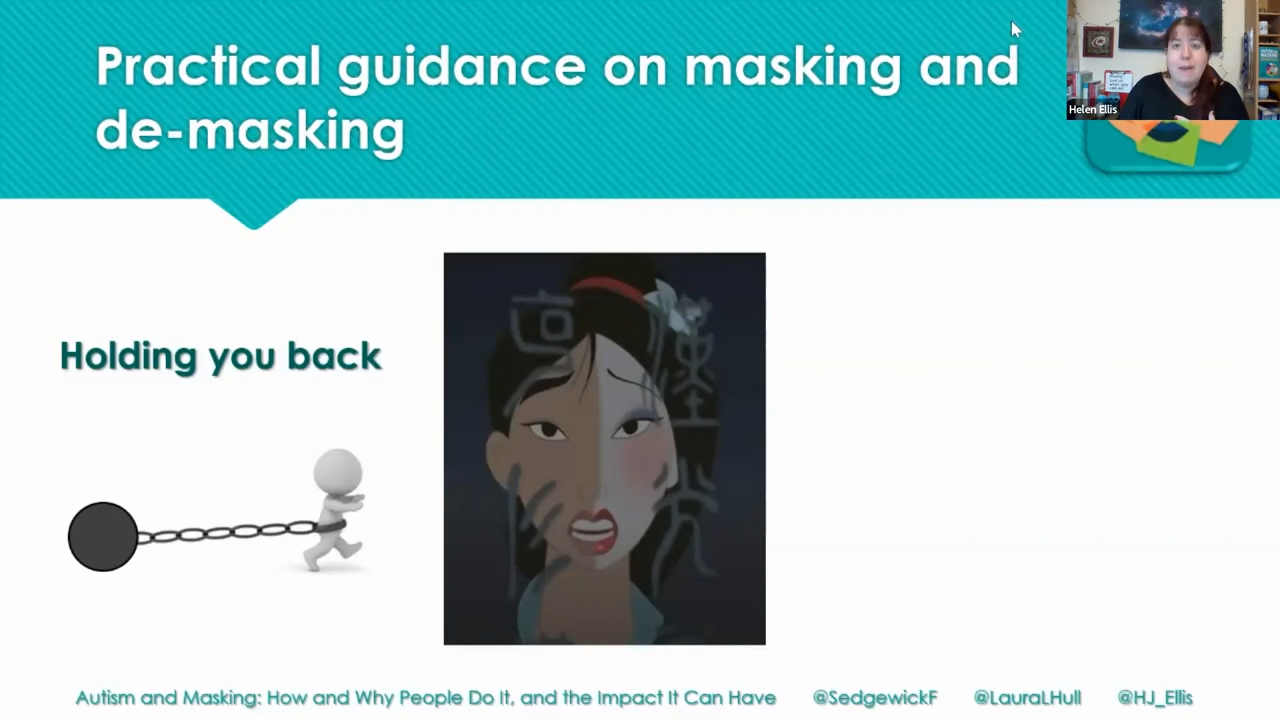 Practical guidance on masking and
de-masking
Helen Ellis
Holding you back
Autism and Masking: How and Why People Do It, and the Impact It Can Have @SedgewickF @LauraLHull @HJ_Ellis